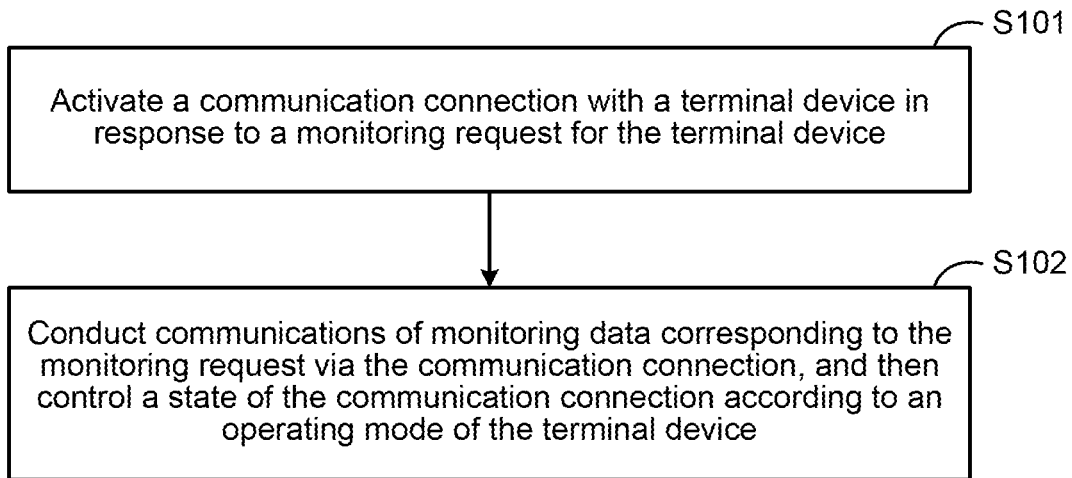 S101
Activate a communication connection with a terminal device in
response to a monitoring request for the terminal device
S102
Conduct communications of monitoring data corresponding to the
monitoring request via the communication connection, and then
control a state of the communication connection according to an
operating mode of the terminal device